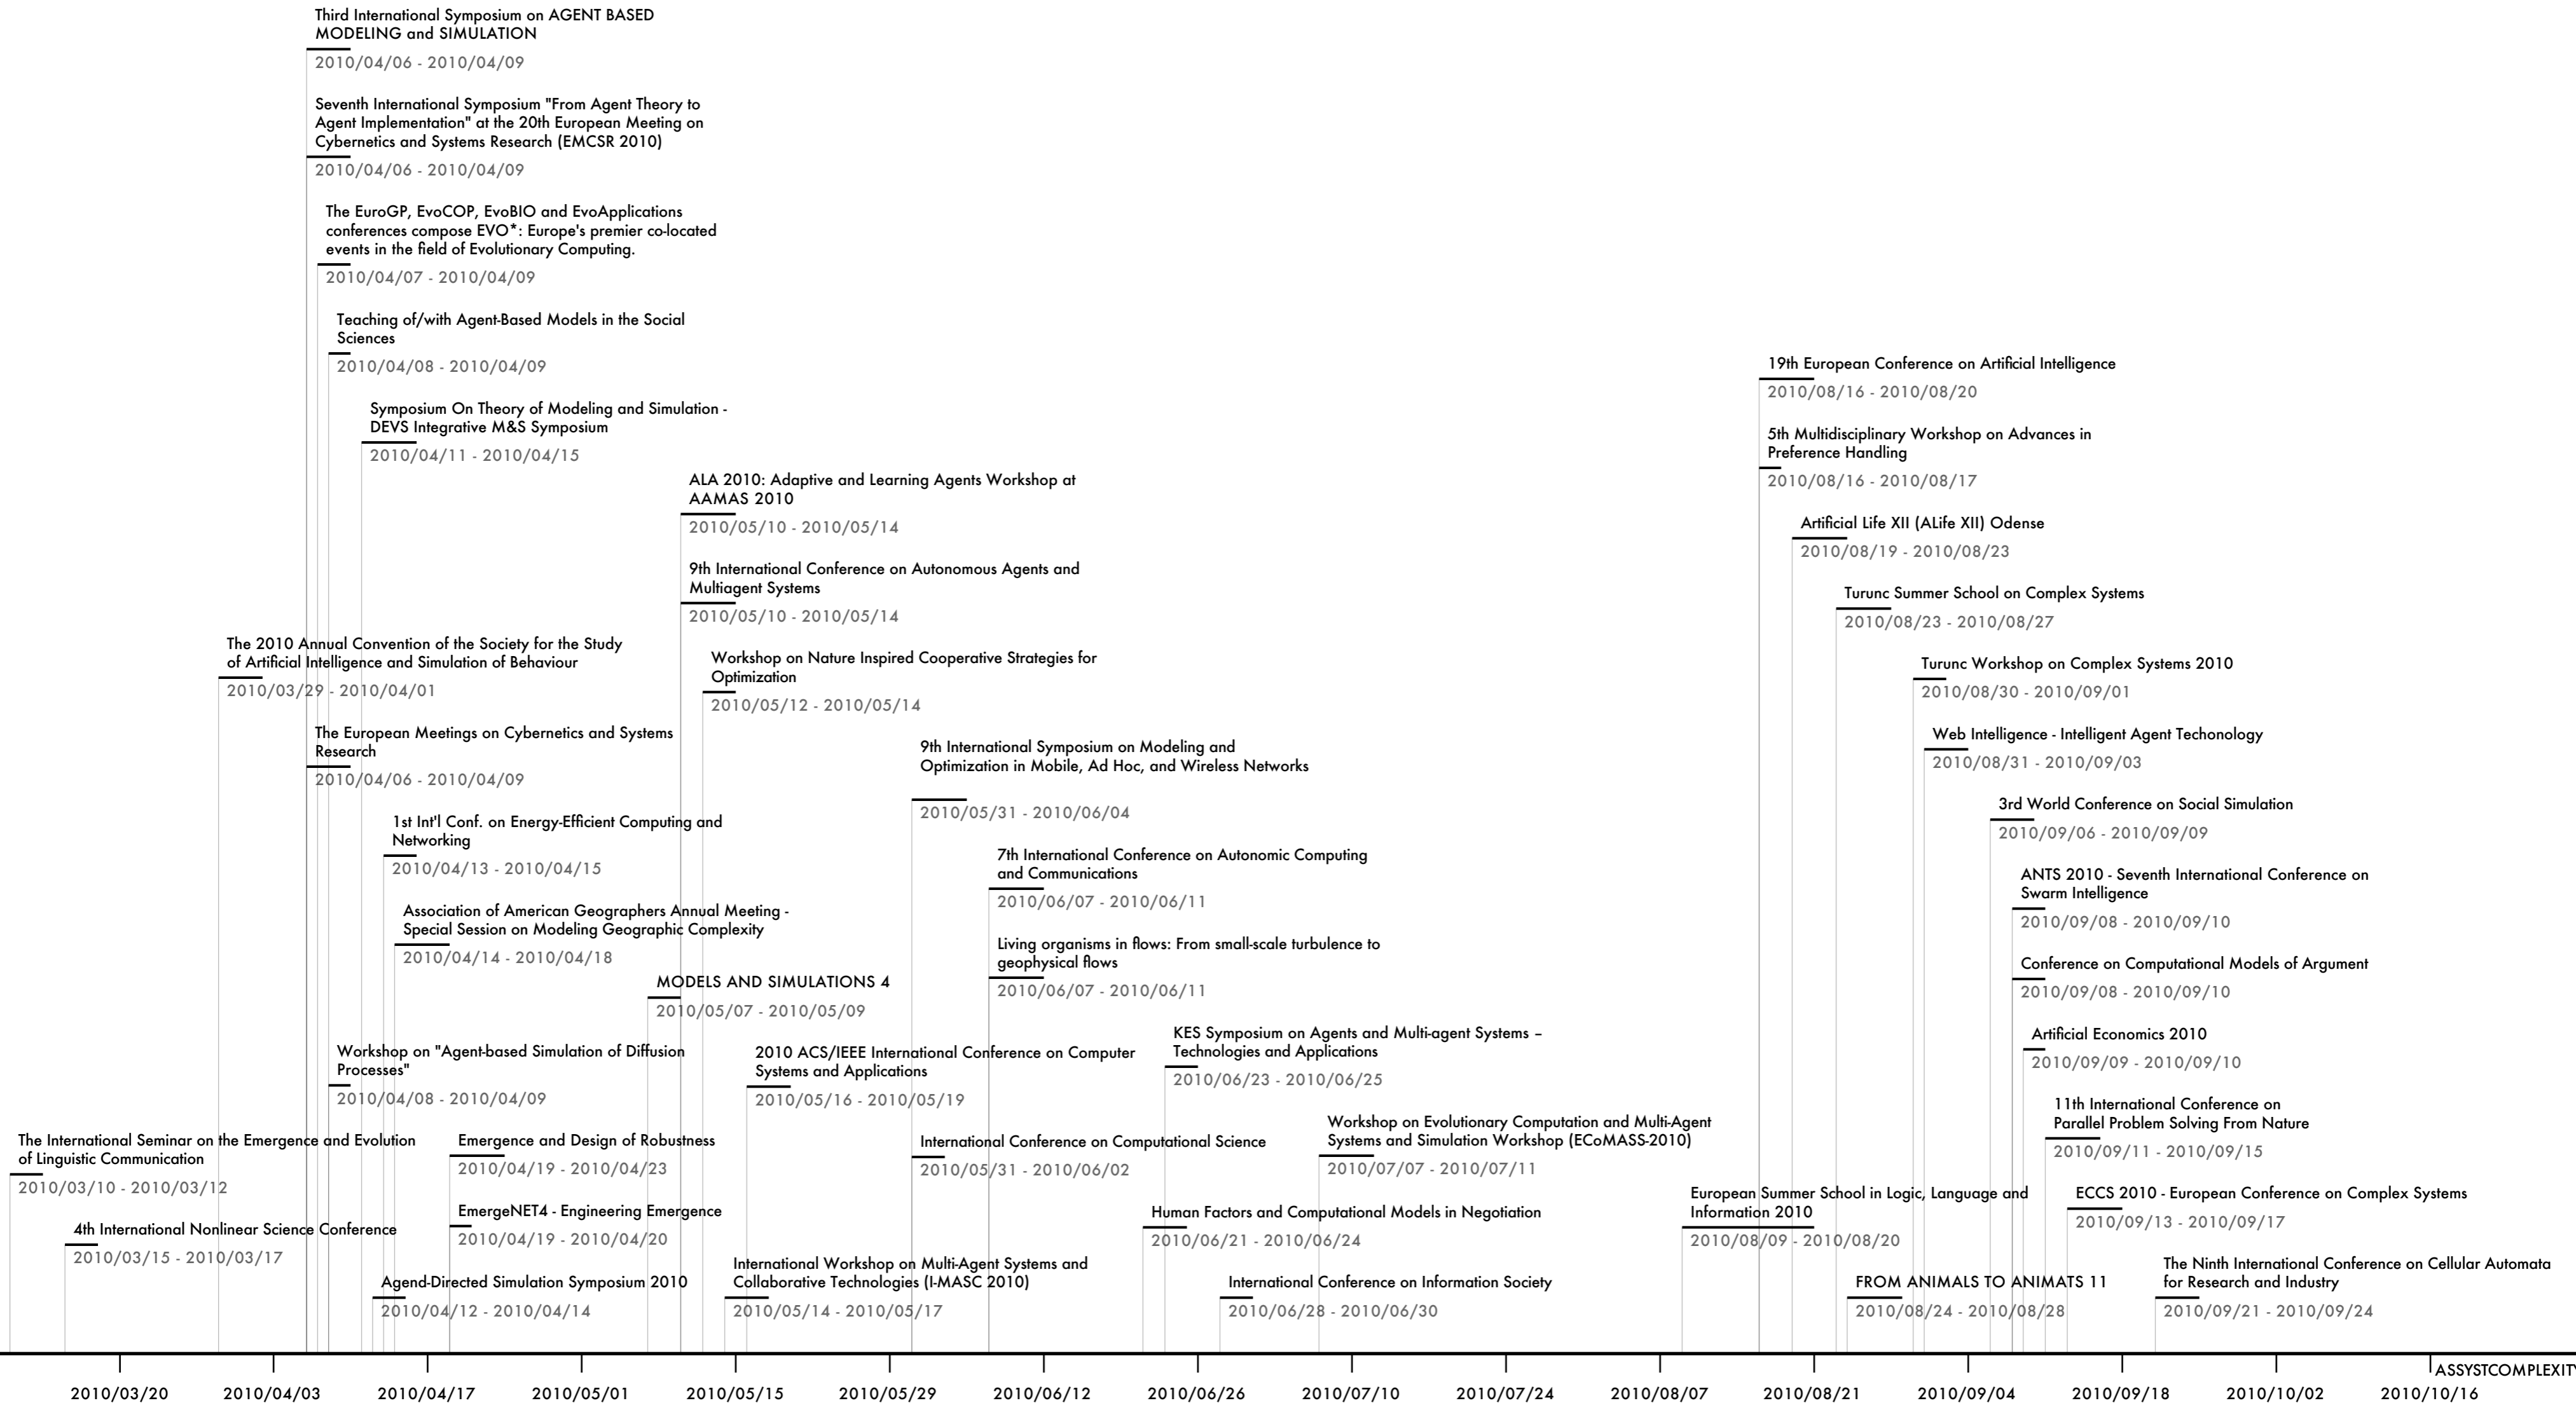 Third International Symposium on AGENT BASED
MODELING and SIMULATION
2010/04/06 - 2010/04/09
Seventh International Symposium "From Agent Theory to
Agent Implementation" at the 20th European Meeting on
Cybernetics and Systems Research (EMCSR 2010)
2010/04/06 - 2010/04/09
The EuroGP, EvoCOP, EvoBIO and EvoApplications
conferences compose EVO*: Europe's premier co-located
events in the field of Evolutionary Computing.
2010/04/07 - 2010/04/09
Teaching of/with Agent-Based Models in the Social
Sciences
2010/04/08 - 2010/04/09
Symposium On Theory of Modeling and Simulation -
DEVS Integrative M&S Symposium
2010/04/11 - 2010/04/15
The 2010 Annual Convention of the Society for the Study
of Artificial Intelligence and Simulation of Behaviour
2010/03/29 - 2010/04/01
The European Meetings on Cybernetics and Systems
Research
2010/04/06 - 2010/04/09
1st Int'l Conf. on Energy-Efficient Computing and
Networking
2010/04/13 - 2010/04/15
Association of American Geographers Annual Meeting -
Special Session on Modeling Geographic Complexity
2010/04/14 - 2010/04/18
MODELS AND SIMULATIONS 4
2010/05/07 - 2010/05/09
Workshop on "Agent-based Simulation of Diffusion
Processes"
2010/04/08 - 2010/04/09
The International Seminar on the Emergence and Evolution
of Linguistic Communication
2010/03/10 - 2010/03/12
4th International Nonlinear Science Conference
2010/03/15 - 2010/03/17
Emergence and Design of Robustness
2010/04/19 - 2010/04/23
EmergeNET4 - Engineering Emergence
2010/04/19 - 2010/04/20
Agend-Directed Simulation Symposium 2010
2010/04/12 - 2010/04/14
ALA 2010: Adaptive and Learning Agents Workshop at
AAMAS 2010
2010/05/10 - 2010/05/14
9th International Conference on Autonomous Agents and
Multiagent Systems
2010/05/10 - 2010/05/14
Workshop on Nature Inspired Cooperative Strategies for
Optimization
2010/05/12 - 2010/05/14
9th International Symposium on Modeling and
Optimization in Mobile, Ad Hoc, and Wireless Networks
2010/05/31 - 2010/06/04
7th International Conference on Autonomic Computing
and Communications
2010/06/07 - 2010/06/11
Living organisms in flows: From small-scale turbulence to
geophysical flows
2010/06/07 - 2010/06/11
2010 ACS/IEEE International Conference on Computer
Systems and Applications
2010/05/16 - 2010/05/19
International Conference on Computational Science
2010/05/31 - 2010/06/02
International Workshop on Multi-Agent Systems and
Collaborative Technologies (I-MASC 2010)
2010/05/14 - 2010/05/17
KES Symposium on Agents and Multi-agent Systems –
Technologies and Applications
2010/06/23 - 2010/06/25
Workshop on Evolutionary Computation and Multi-Agent
Systems and Simulation Workshop (ECoMASS-2010)
2010/07/07 - 2010/07/11
Human Factors and Computational Models in Negotiation
2010/06/21 - 2010/06/24
International Conference on Information Society
2010/06/28 - 2010/06/30
19th European Conference on Artificial Intelligence
2010/08/16 - 2010/08/20
5th Multidisciplinary Workshop on Advances in
Preference Handling
2010/08/16 - 2010/08/17
Artificial Life XII (ALife XII) Odense
2010/08/19 - 2010/08/23
Turunc Summer School on Complex Systems
2010/08/23 - 2010/08/27
Turunc Workshop on Complex Systems 2010
2010/08/30 - 2010/09/01
Web Intelligence - Intelligent Agent Techonology
2010/08/31 - 2010/09/03
3rd World Conference on Social Simulation
2010/09/06 - 2010/09/09
ANTS 2010 - Seventh International Conference on
Swarm Intelligence
2010/09/08 - 2010/09/10
Conference on Computational Models of Argument
2010/09/08 - 2010/09/10
Artificial Economics 2010
2010/09/09 - 2010/09/10
11th International Conference on
Parallel Problem Solving From Nature
2010/09/11 - 2010/09/15
European Summer School in Logic, Language and
Information 2010
2010/08/09 - 2010/08/20
ECCS 2010 - European Conference on Complex Systems
2010/09/13 - 2010/09/17
FROM ANIMALS TO ANIMATS 11
2010/08/24 - 2010/08/28
The Ninth International Conference on Cellular Automata
for Research and Industry
2010/09/21 - 2010/09/24
ASSYSTCOMPLEXITY
2010/03/20 2010/04/03 2010/04/17 2010/05/01 2010/05/15 2010/05/29 2010/06/12 2010/06/26 2010/07/10 2010/07/24 2010/08/07 2010/08/21 2010/09/04 2010/09/18 2010/10/02 2010/10/16